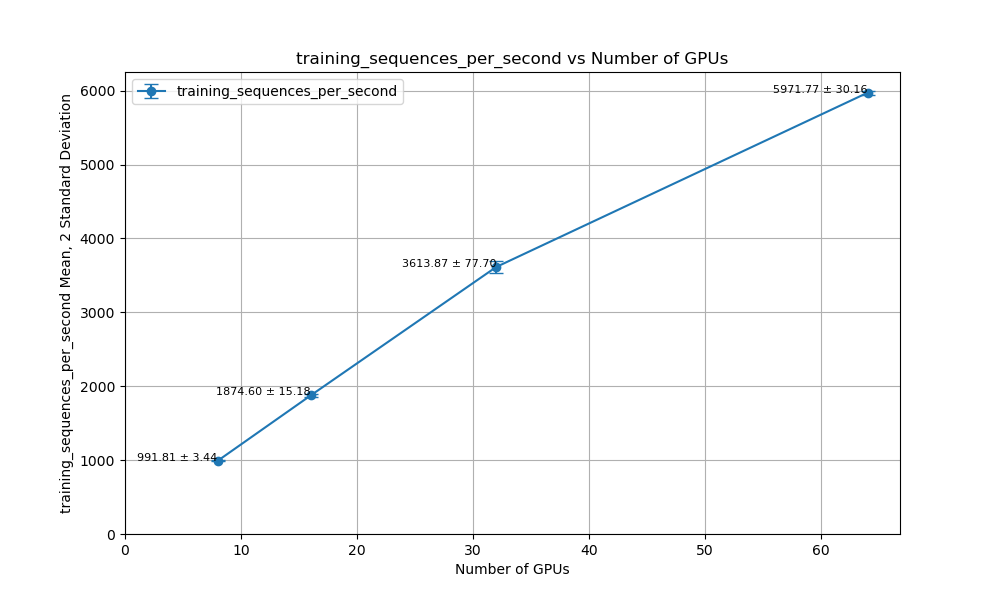 training_sequences_per_second vs Number of GPUs
training_sequences_per_second
training_sequences_per_second Mean, 2 Standard Deviation
6000
5000
4000
3000
2000
1000
0
5971.77 ± 30.16
3613.87 ± 77.70
1874.60 ± 15.18
991.81 ± 3.44
0 10 20 30 40 50 60
Number of GPUs